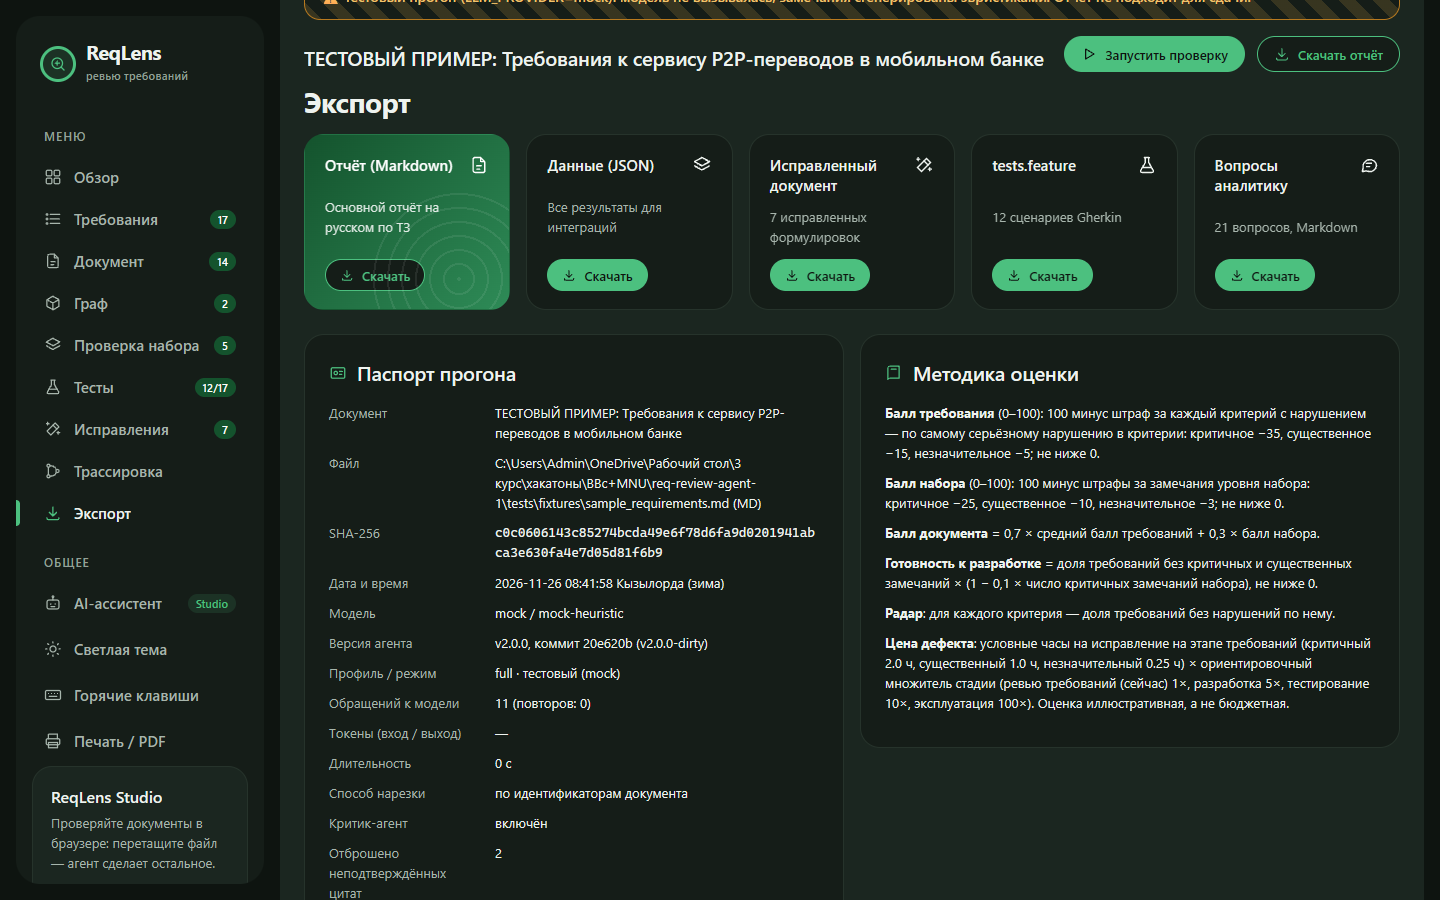 ReqLens
ревью требований
МЕНЮ
Обзор
Требования 17
Документ 14
Граф 2
Проверка набора 5
Тесты 12/17
Исправления 7
Трассировка
Экспорт
ОБЩЕЕ
AI-ассистент Studio
Светлая тема
Горячие клавиши
Печать / PDF
ReqLens Studio
Проверяйте документы в
браузере: перетащите файл
— агент сделает остальное.
ТЕСТОВЫЙ ПРИМЕР: Требования к сервису P2P-переводов в мобильном банке
Запустить проверку
Скачать отчёт
Экспорт
Отчёт (Markdown)
Основной отчёт на
русском по ТЗ
Скачать
Данные (JSON)
Все результаты для
интеграций
Скачать
Исправленный
документ
7 исправленных
формулировок
Скачать
tests.feature
12 сценариев Gherkin
Скачать
Вопросы
аналитику
21 вопросов, Markdown
Скачать
Паспорт прогона
Документ ТЕСТОВЫЙ ПРИМЕР: Требования к сервису P2P-
переводов в мобильном банке
Файл C:\Users\Admin\OneDrive\Рабочий стол\3
курс\хакатоны\BBc+MNU\req-review-agent-
1\tests\fixtures\sample_requirements.md (MD)
SHA-256 c0c0606143c85274bcda49e6f78d6fa9d0201941ab
ca3e630fa4e7d05d81f6b9
Дата и время 2026-11-26 08:41:58 Кызылорда (зима)
Модель mock / mock-heuristic
Версия агента v2.0.0, коммит 20e620b (v2.0.0-dirty)
Профиль / режим full · тестовый (mock)
Обращений к модели 11 (повторов: 0)
Токены (вход / выход) —
Длительность 0 с
Способ нарезки по идентификаторам документа
Критик-агент включён
Отброшено 2
неподтверждённых
цитат
Методика оценки
Балл требования (0–100): 100 минус штраф за каждый критерий с нарушением
— по самому серьёзному нарушению в критерии: критичное −35, существенное
−15, незначительное −5; не ниже 0.
Балл набора (0–100): 100 минус штрафы за замечания уровня набора:
критичное −25, существенное −10, незначительное −3; не ниже 0.
Балл документа = 0,7 × средний балл требований + 0,3 × балл набора.
Готовность к разработке = доля требований без критичных и существенных
замечаний × (1 − 0,1 × число критичных замечаний набора), не ниже 0.
Радар: для каждого критерия — доля требований без нарушений по нему.
Цена дефекта: условные часы на исправление на этапе требований (критичный
2.0 ч, существенный 1.0 ч, незначительный 0.25 ч) × ориентировочный
множитель стадии (ревью требований (сейчас) 1×, разработка 5×, тестирование
10×, эксплуатация 100×). Оценка иллюстративная, а не бюджетная.